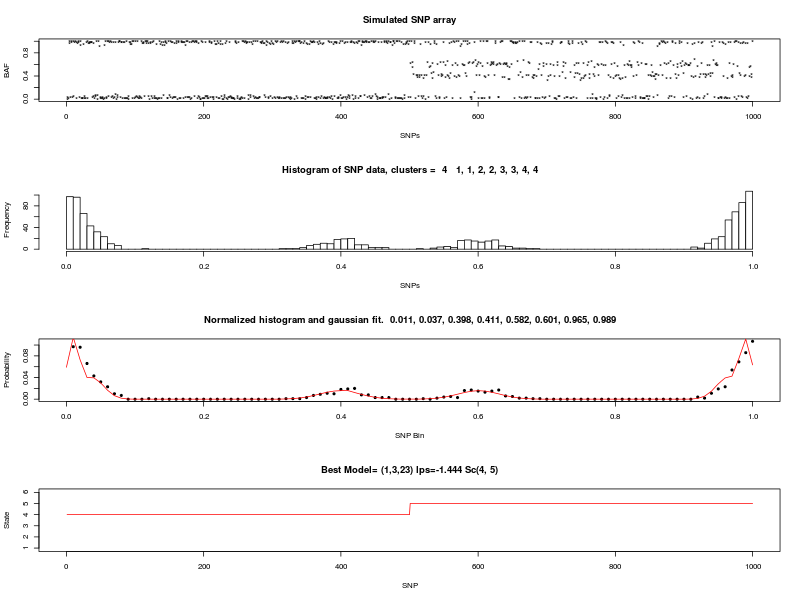 Simulated SNP array
BAF
0.0 0.4 0.8
0 200 400 600 800 1000
SNPs
Histogram of SNP data, clusters = 4 1, 1, 2, 2, 3, 3, 4, 4
Frequency
0 40 80
0.0 0.2 0.4 0.6 0.8 1.0
SNPs
Normalized histogram and gaussian fit. 0.011, 0.037, 0.398, 0.411, 0.582, 0.601, 0.965, 0.989
Probability
0.00 0.04 0.08
0.0 0.2 0.4 0.6 0.8 1.0
SNP Bin
Best Model= (1,3,23) lps=-1.444 Sc(4, 5)
State
1 2 3 4 5 6
0 200 400 600 800 1000
SNP